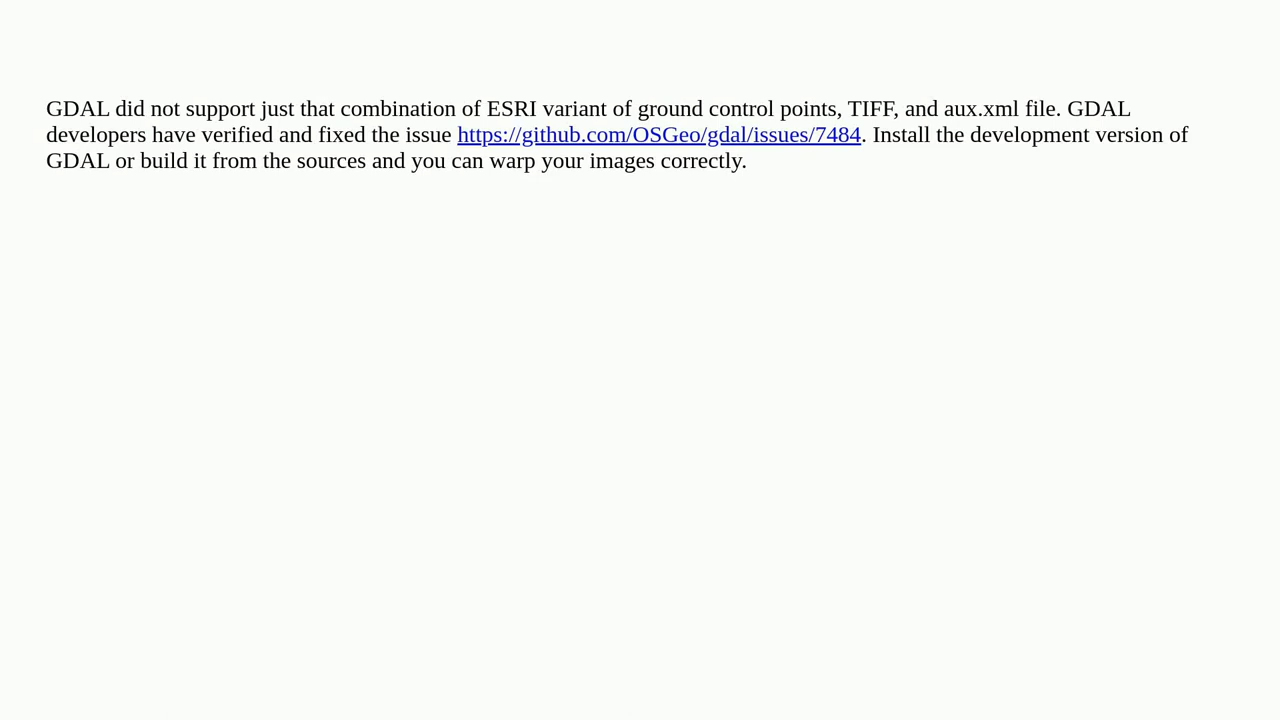 GDAL did not support just that combination of ESRI variant of ground control points, TIFF, and aux.xml file. GDAL
developers have verified and fixed the issue https://github.com/OSGeo/gdal/issues/7484. Install the development version of
GDAL or build it from the sources and you can warp your images correctly.